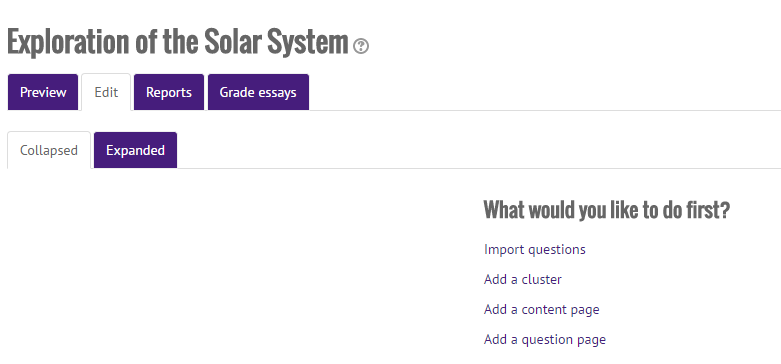 Exploration of the Solar System ?
Preview Edit Reports Grade essays
Collapsed Expanded
What would you like to do first?
Import questions
Add a cluster
Add a content page
Add a question page